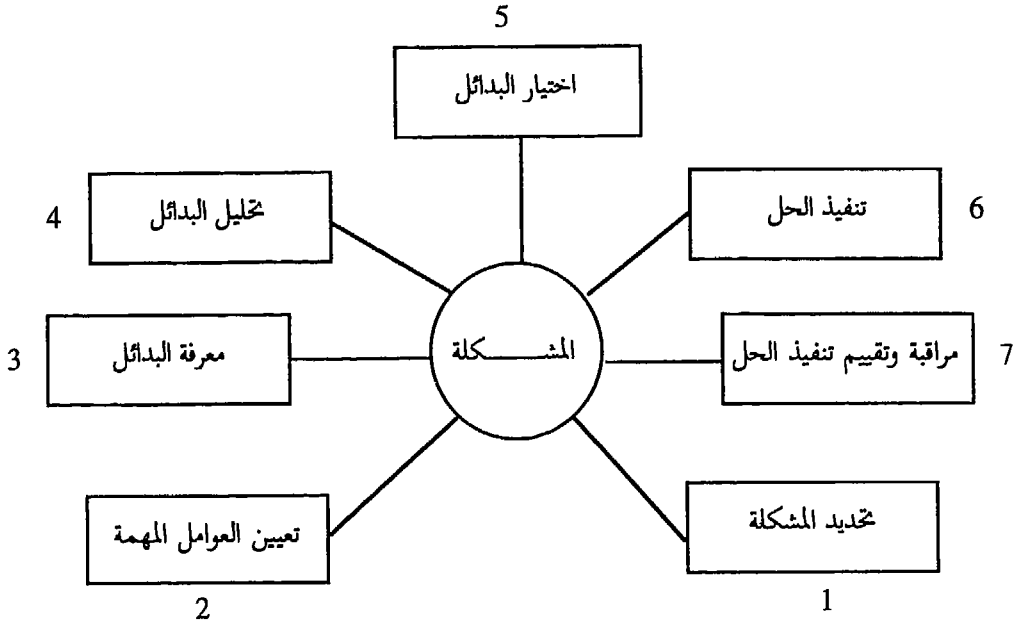 5
اختيار البدائل
4
تحليل البدائل
تنفيذ الحل
6
3
معرفة البدائل
المشــــــكلة
مراقبة وتقييم تنفيذ الحل
7
تعيين العوامل المهمة
2
تحديد المشكلة
1